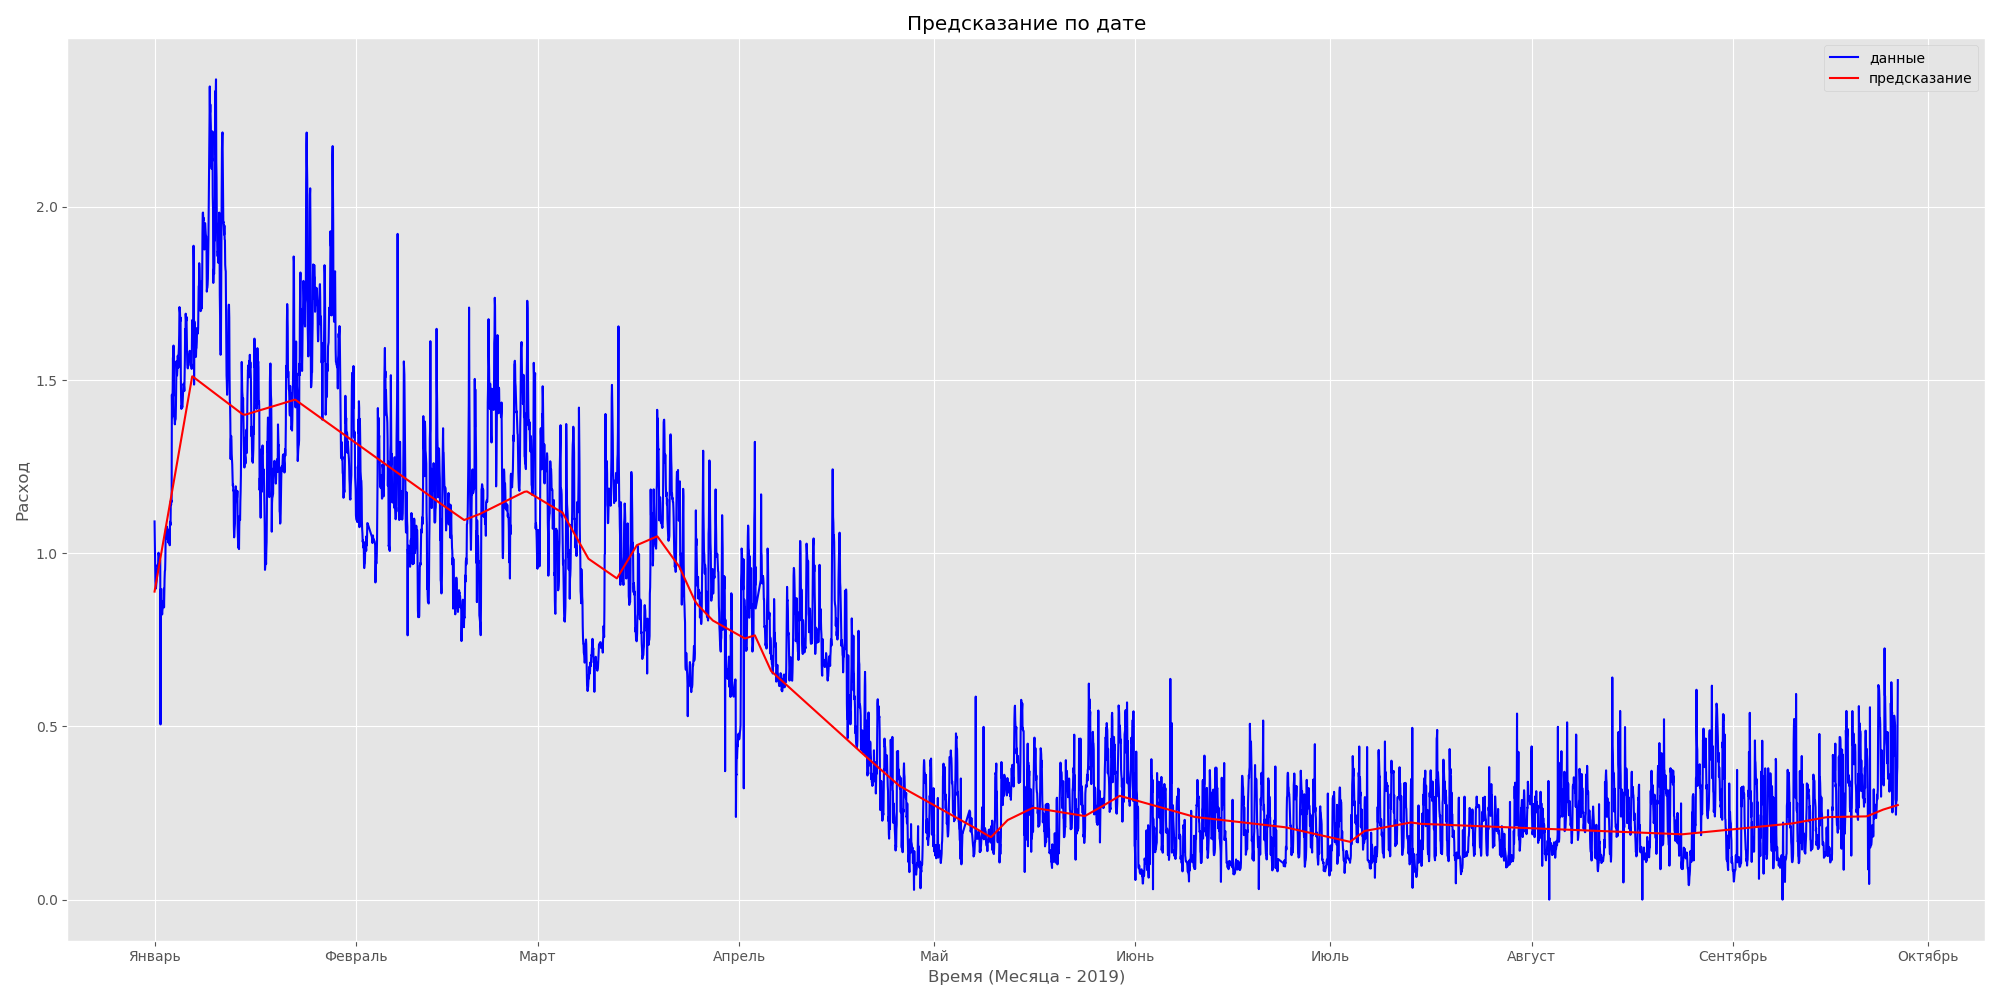 Предсказание по дате
данные
предсказание
Расход
2.0
1.5
1.0
0.5
0.0
Январь Февраль Март Апрель Май Июнь Июль Август Сентябрь Октябрь
Время (Месяца - 2019)